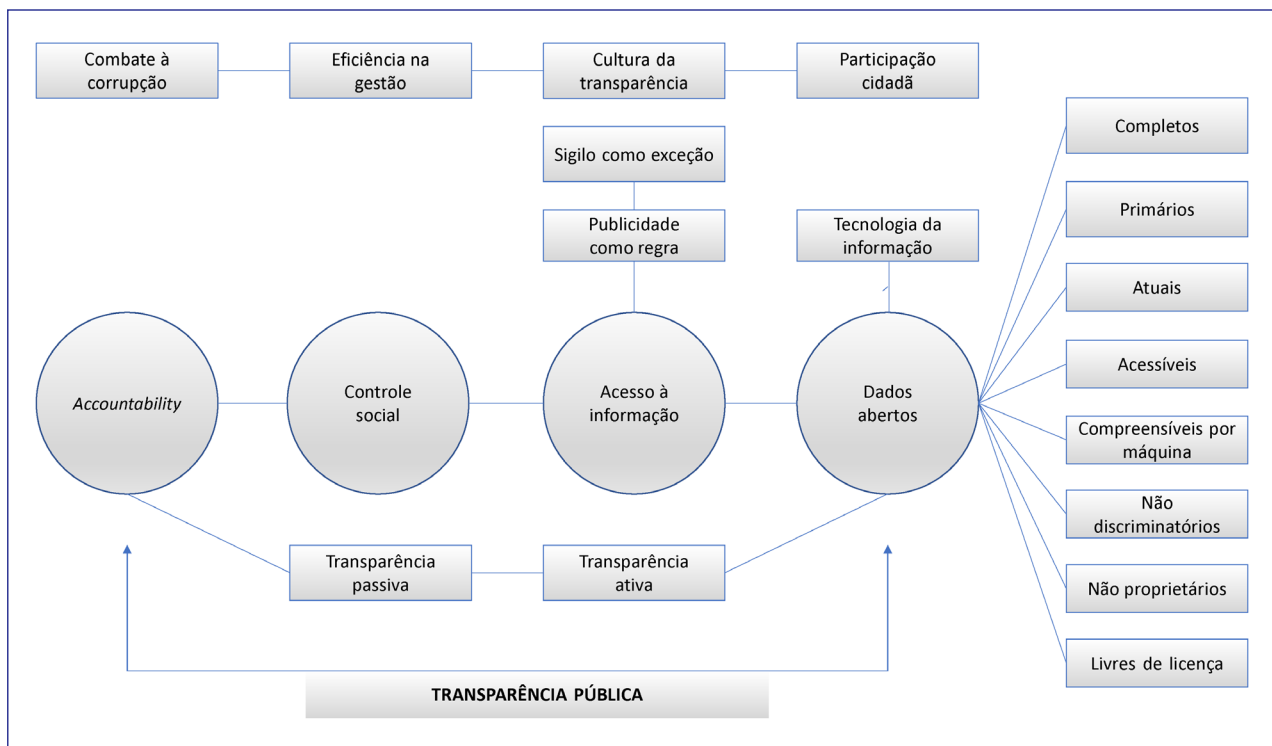 Combate à
corrupção
Eficiência na
gestão
Cultura da
transparência
Participação
cidadã
Sigilo como exceção
Publicidade
como regra
Tecnologia da
informação
Accountability
Controle
social
Acesso à
informação
Dados
abertos
Completos
Primários
Atuais
Acessíveis
Compreensíveis por
máquina
Não
discriminatórios
Não proprietários
Livres de licença
Transparência
passiva
Transparência
ativa
TRANSPARÊNCIA PÚBLICA